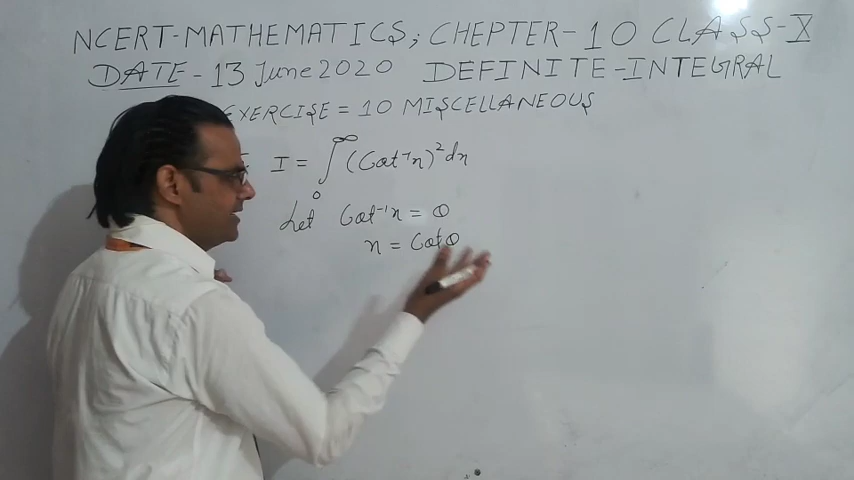 NCERT-MATHEMATICS; CHEPTER-10 CLASS-X
DATE-13 June 2020 DEFINITE-INTEGRAL
EXERCISE = 10 MISCELLANEOUS
I = ∫₀^∞ (Cot⁻¹x)² dx
Let Cot⁻¹x = θ
x = Cotθ